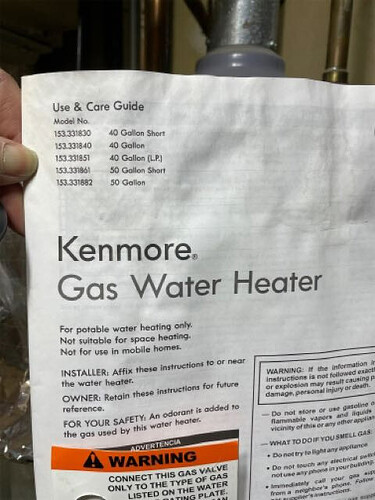 Use & Care Guide
Model No.
153.331830 40 Gallon Short
153.331840 40 Gallon
153.331851 40 Gallon (L.P.)
153.331861 50 Gallon Short
153.331882 50 Gallon
Kenmore®
Gas Water Heater
For potable water heating only.
Not suitable for space heating.
Not for use in mobile homes.
INSTALLER: Affix these instructions to or near
the water heater.
OWNER: Retain these instructions for future
reference.
FOR YOUR SAFETY: An odorant is added to
the gas used by this water heater.
ADVERTENCIA
WARNING
CONNECT THIS GAS VALVE
ONLY TO THE TYPE OF GAS
LISTED ON THE WATER
RATING PLATE.
WARNING: If the information
instructions is not followed exact
or explosion may result causing p
damage, personal injury or death.
— Do not store or use gasoline o
flammable vapors and liquids
vicinity of this or any other applian
— WHAT TO DO IF YOU SMELL GAS:
• Do not try to light any appliance
• Do not touch any electrical swit
not use any phone in your building
• Immediately call your gas sup
from a neighbor's phone. Follow